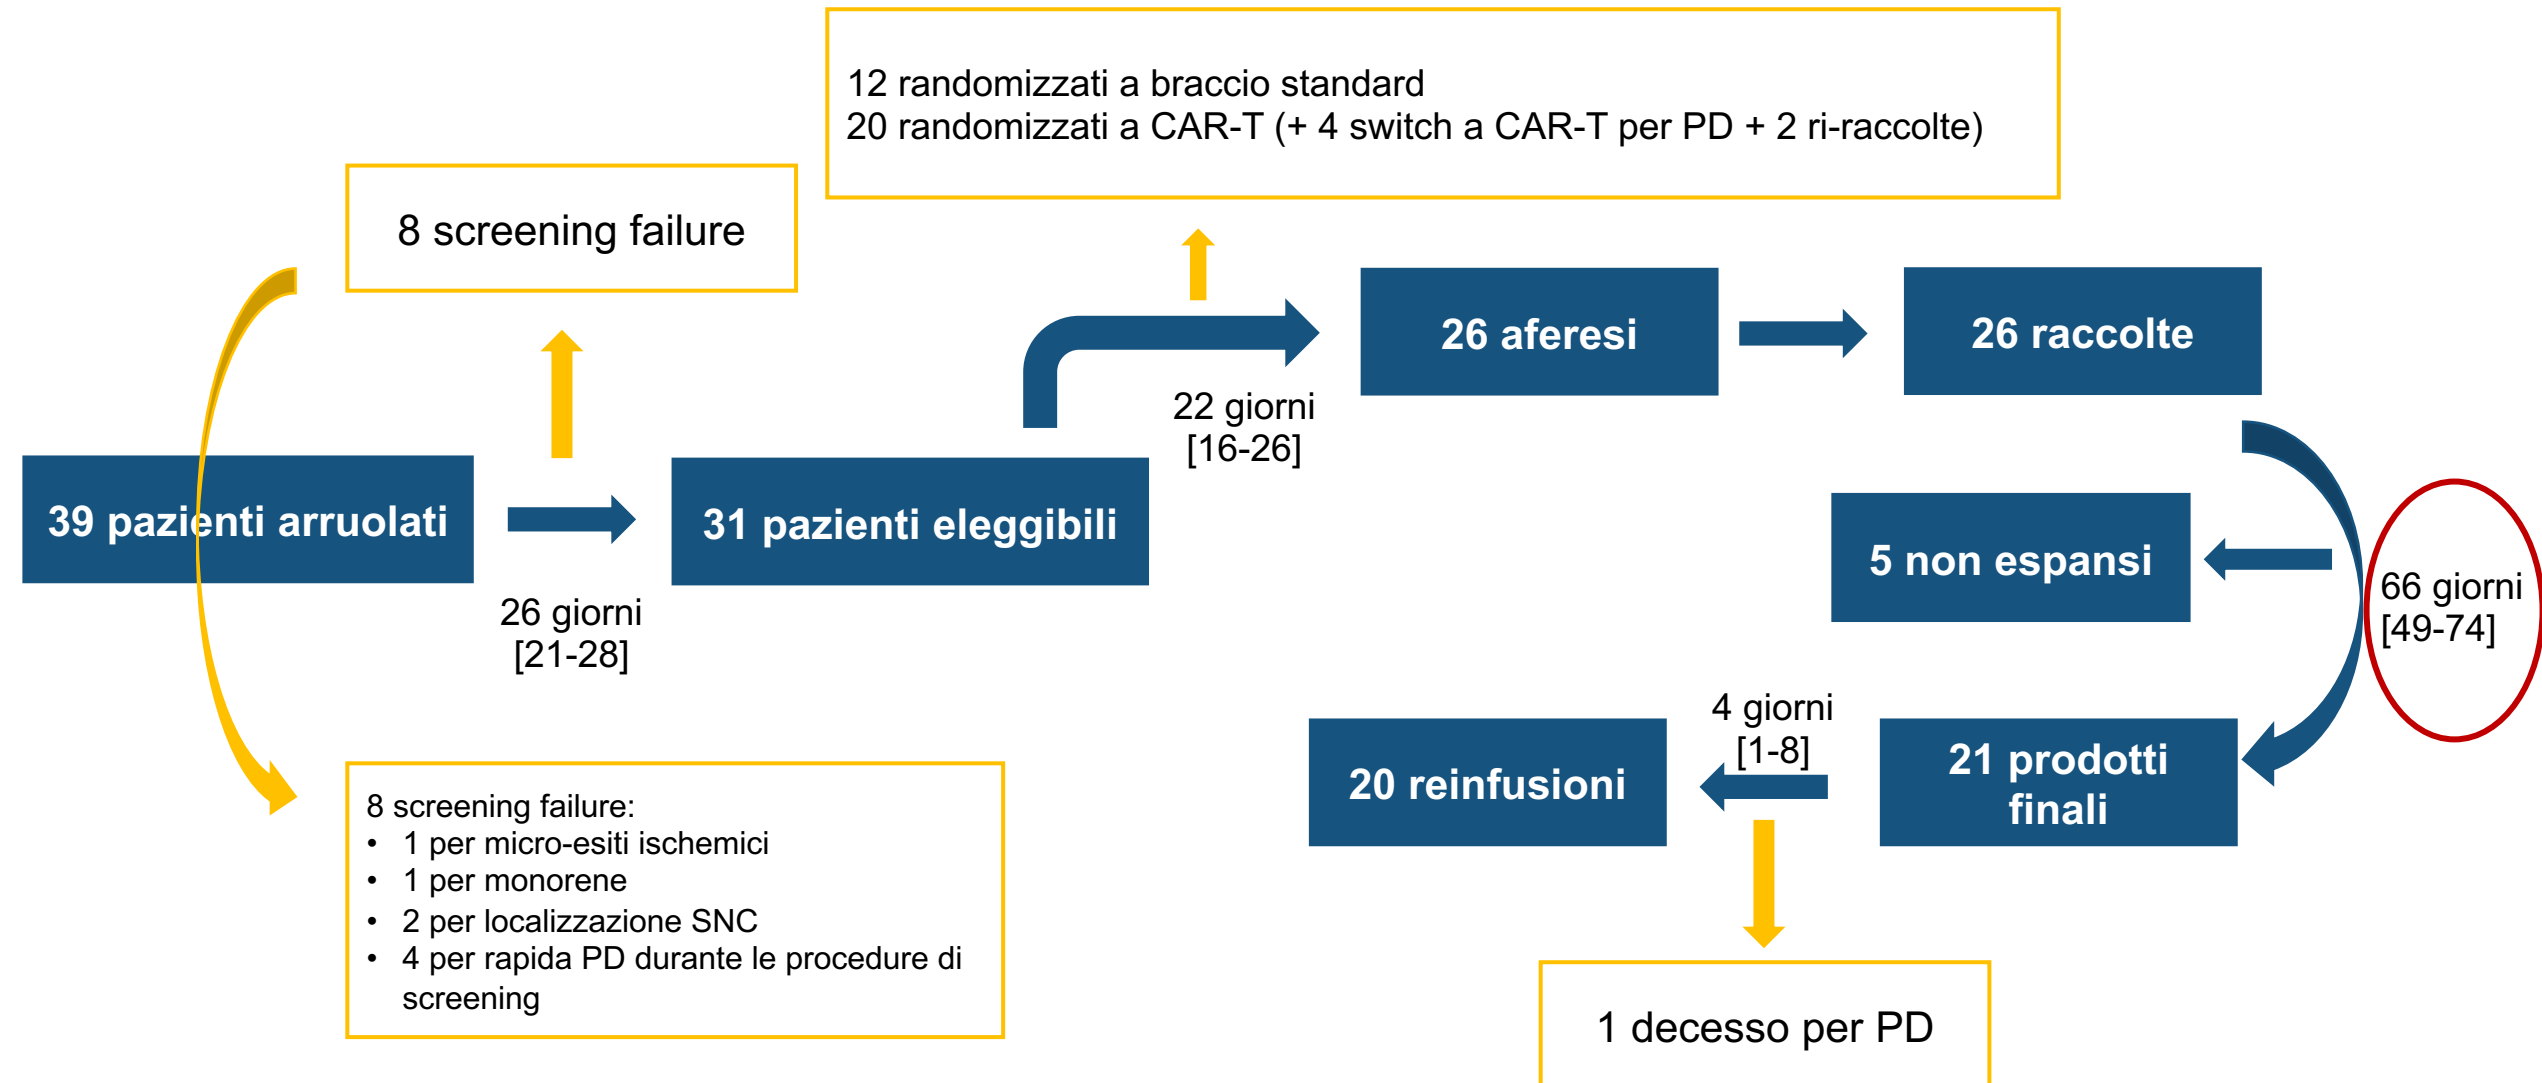 12 randomizzati a braccio standard
20 randomizzati a CAR-T (+ 4 switch a CAR-T per PD + 2 ri-raccolte)
8 screening failure
26 aferesi
26 raccolte
22 giorni
[16-26]
39 pazienti arruolati
31 pazienti eleggibili
5 non espansi
66 giorni
[49-74]
26 giorni
[21-28]
4 giorni
[1-8]
20 reinfusioni
21 prodotti
finali
8 screening failure:
• 1 per micro-esiti ischemici
• 1 per monorene
• 2 per localizzazione SNC
• 4 per rapida PD durante le procedure di
screening
1 decesso per PD